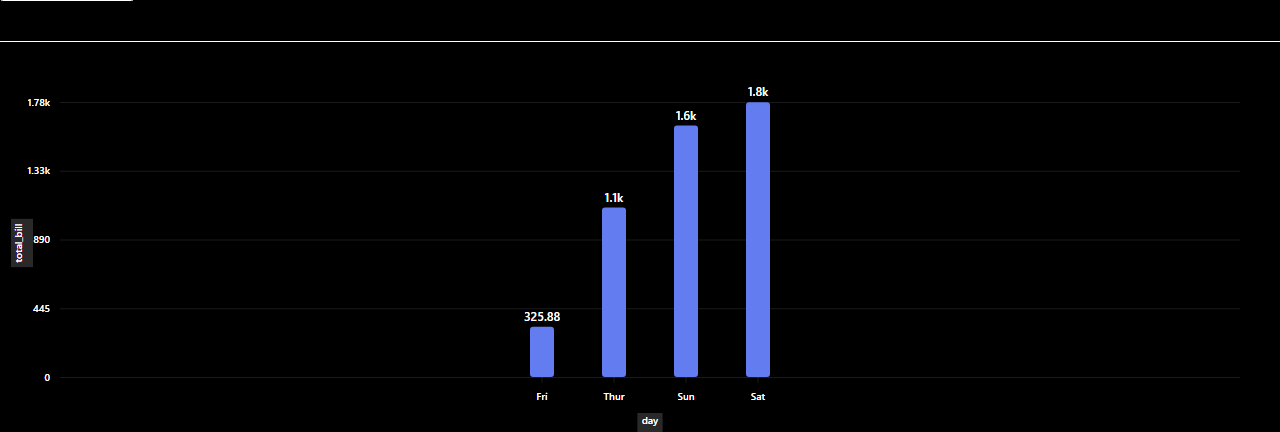 1.8k
1.78k
1.6k
1.33k
1.1k
total_bill
890
325.88
445
0
Fri Thur Sun Sat
day